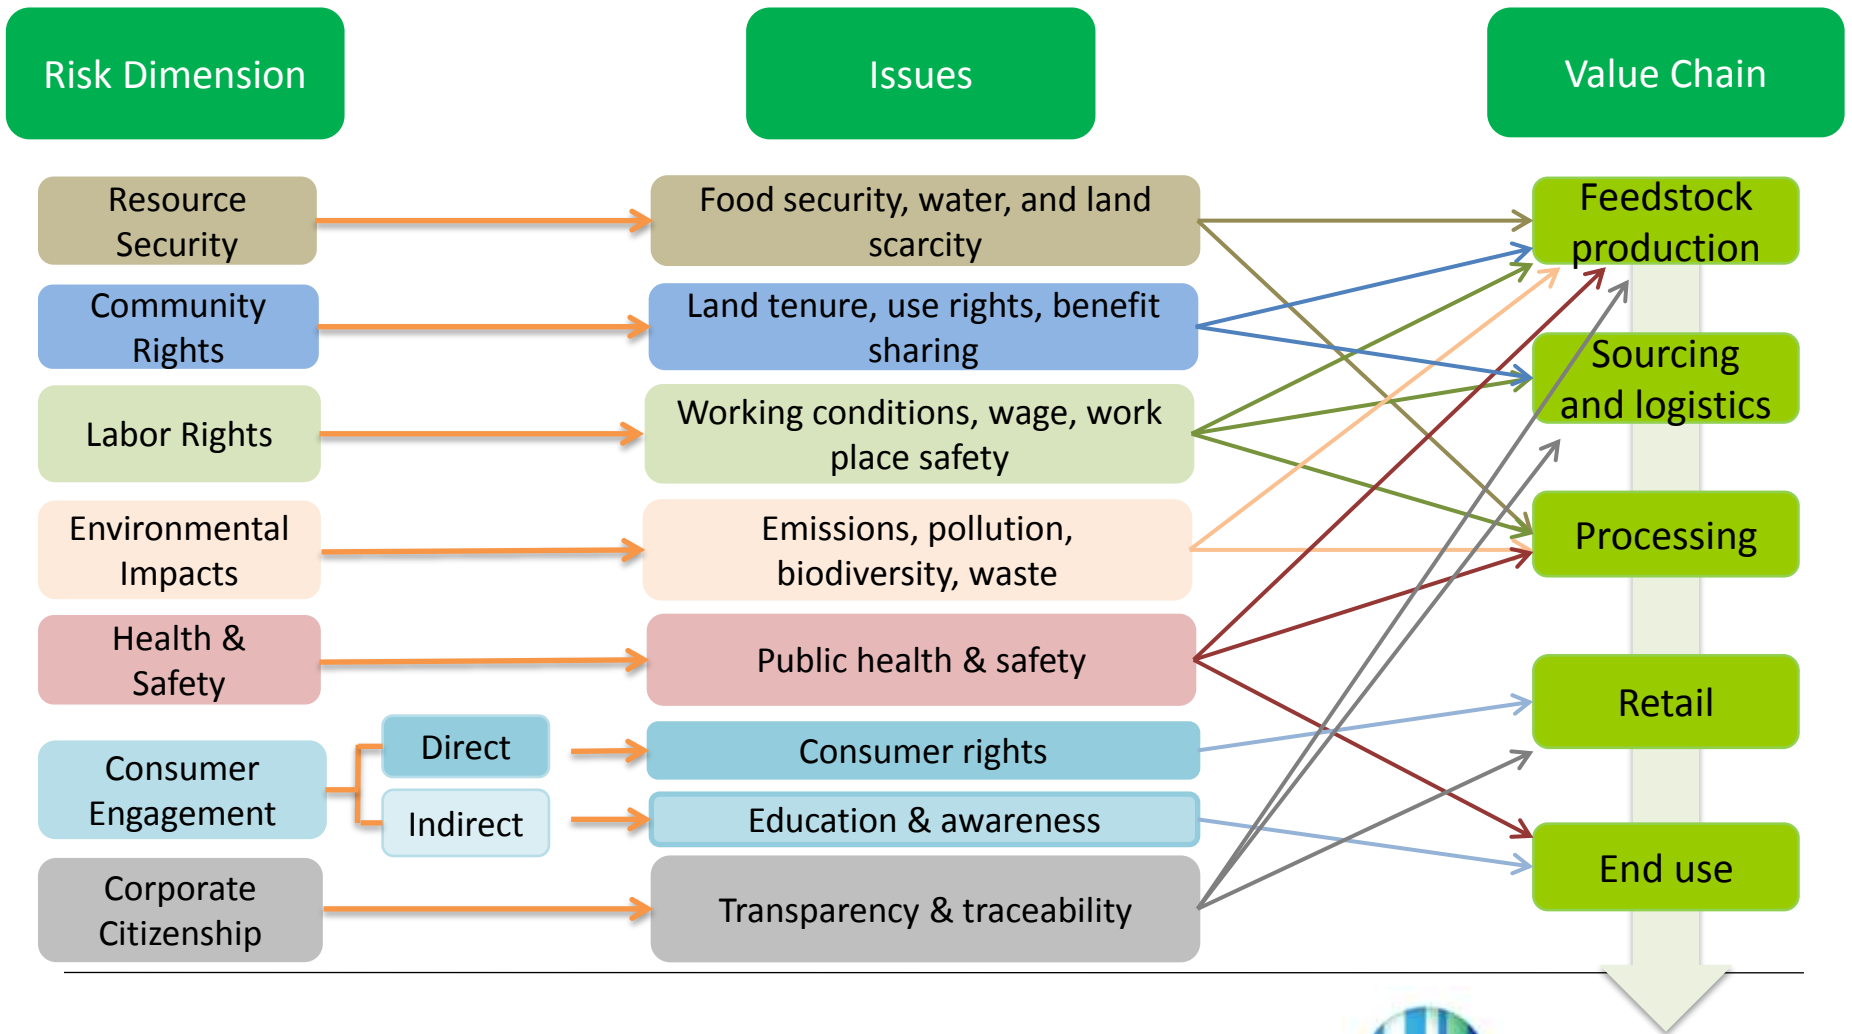 Risk Dimension
Issues
Value Chain
Resource
Security
Food security, water, and land
scarcity
Feedstock
production
Community
Rights
Land tenure, use rights, benefit
sharing
Sourcing
and logistics
Labor Rights
Working conditions, wage, work
place safety
Environmental
Impacts
Emissions, pollution,
biodiversity, waste
Processing
Health &
Safety
Public health & safety
Retail
Consumer
Engagement
Direct
Consumer rights
Indirect
Education & awareness
End use
Corporate
Citizenship
Transparency & traceability